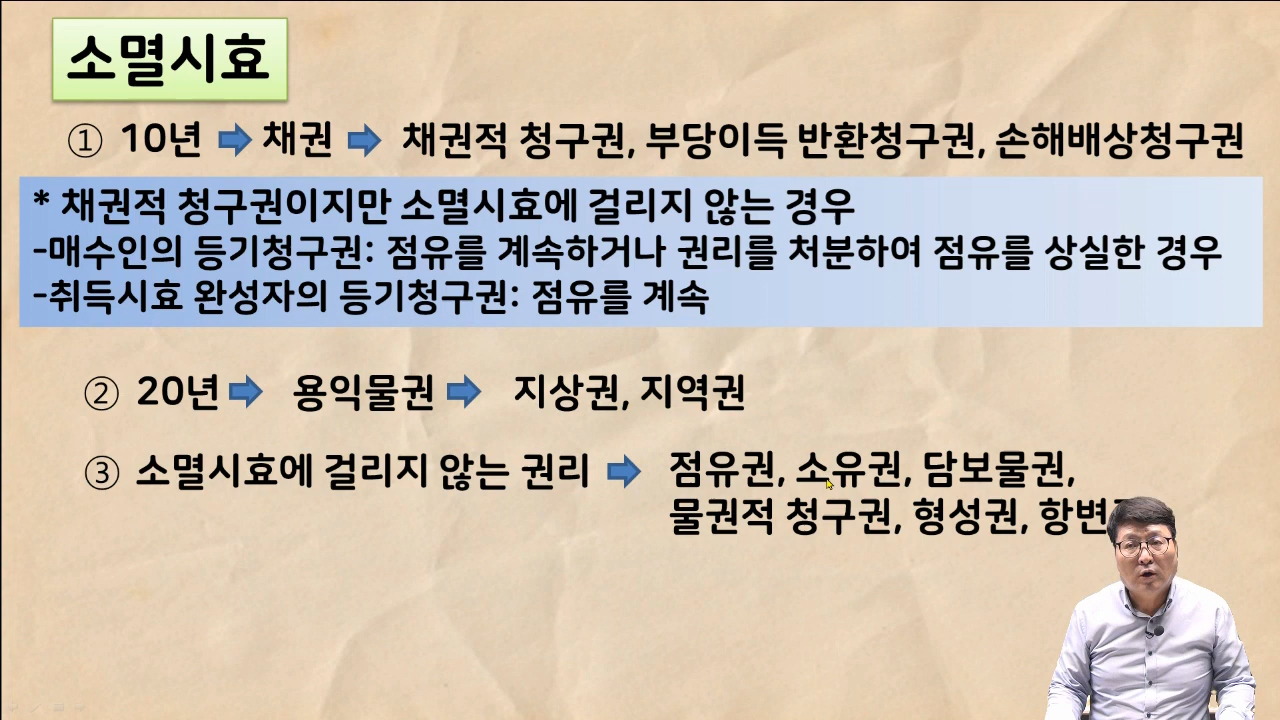 소멸시효
① 10년 ➡ 채권 ➡ 채권적 청구권, 부당이득 반환청구권, 손해배상청구권
* 채권적 청구권이지만 소멸시효에 걸리지 않는 경우
-매수인의 등기청구권: 점유를 계속하거나 권리를 처분하여 점유를 상실한 경우
-취득시효 완성자의 등기청구권: 점유를 계속
② 20년 ➡ 용익물권 ➡ 지상권, 지역권
③ 소멸시효에 걸리지 않는 권리 ➡ 점유권, 소유권, 담보물권,
물권적 청구권, 형성권,